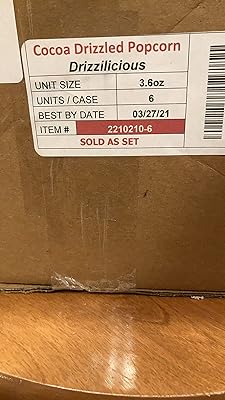 Cocoa Drizzled Popcorn
Drizzilicious
UNIT SIZE 3.6oz
UNITS / CASE 6
BEST BY DATE 03/27/21
ITEM # 2210210-6
SOLD AS SET